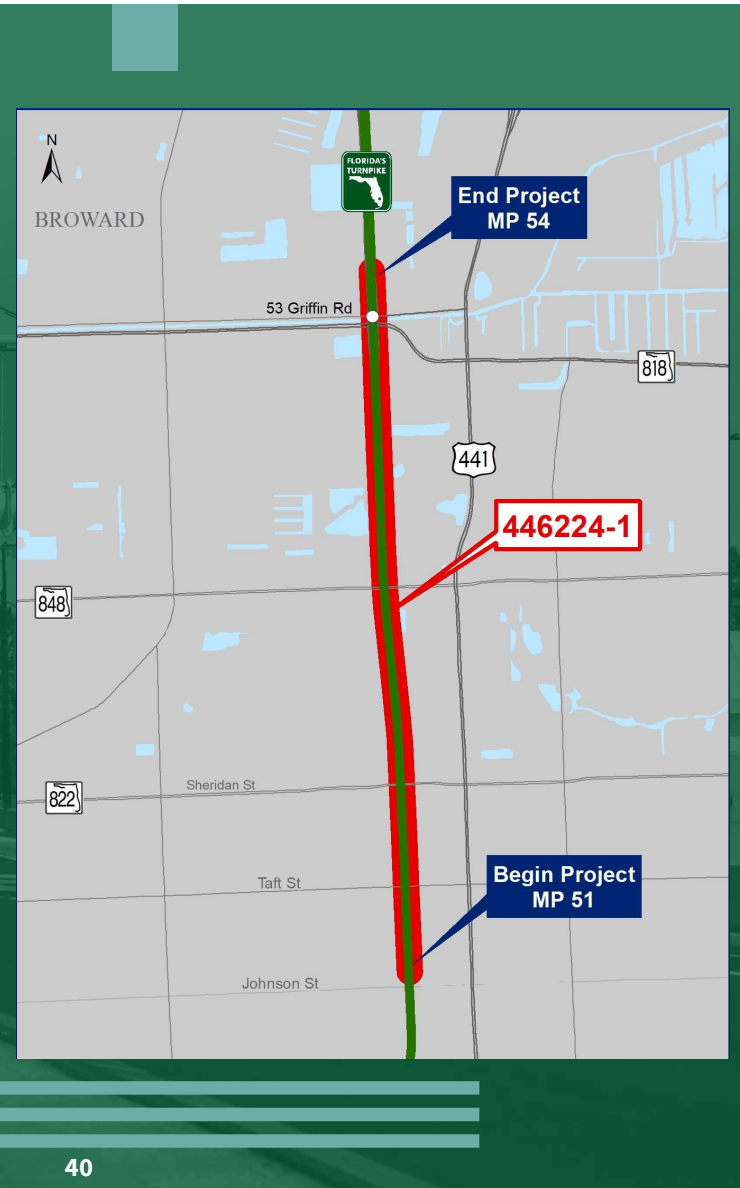 N
FLORIDA'S
TURNPIKE
BROWARD
End Project
MP 54
53 Griffin Rd
818
441
446224-1
848
Sheridan St
822
Begin Project
MP 51
Taft St
Johnson St
40